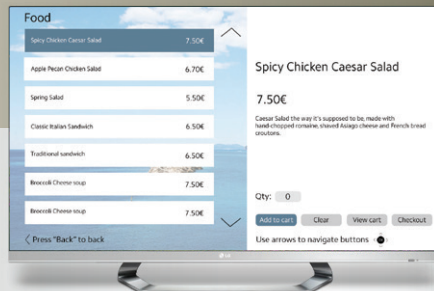 Food
Spicy Chicken Caesar Salad 7.50€
Apple Pecan Chicken Salad 6.70€
Spring Salad 5.50€
Classic Italian Sandwich 6.50€
Traditional sandwich 6.50€
Broccoli Cheese soup 7.50€
Broccoli Cheese soup 7.50€
Press "Back" to back
Spicy Chicken Caesar Salad
7.50€
Caesar Salad the way it's supposed to be, made with
hand-chopped romaine, shaved Asiago cheese and French bread
croutons.
Qty: 0
Add to cart Clear View cart Checkout
Use arrows to navigate buttons
LG